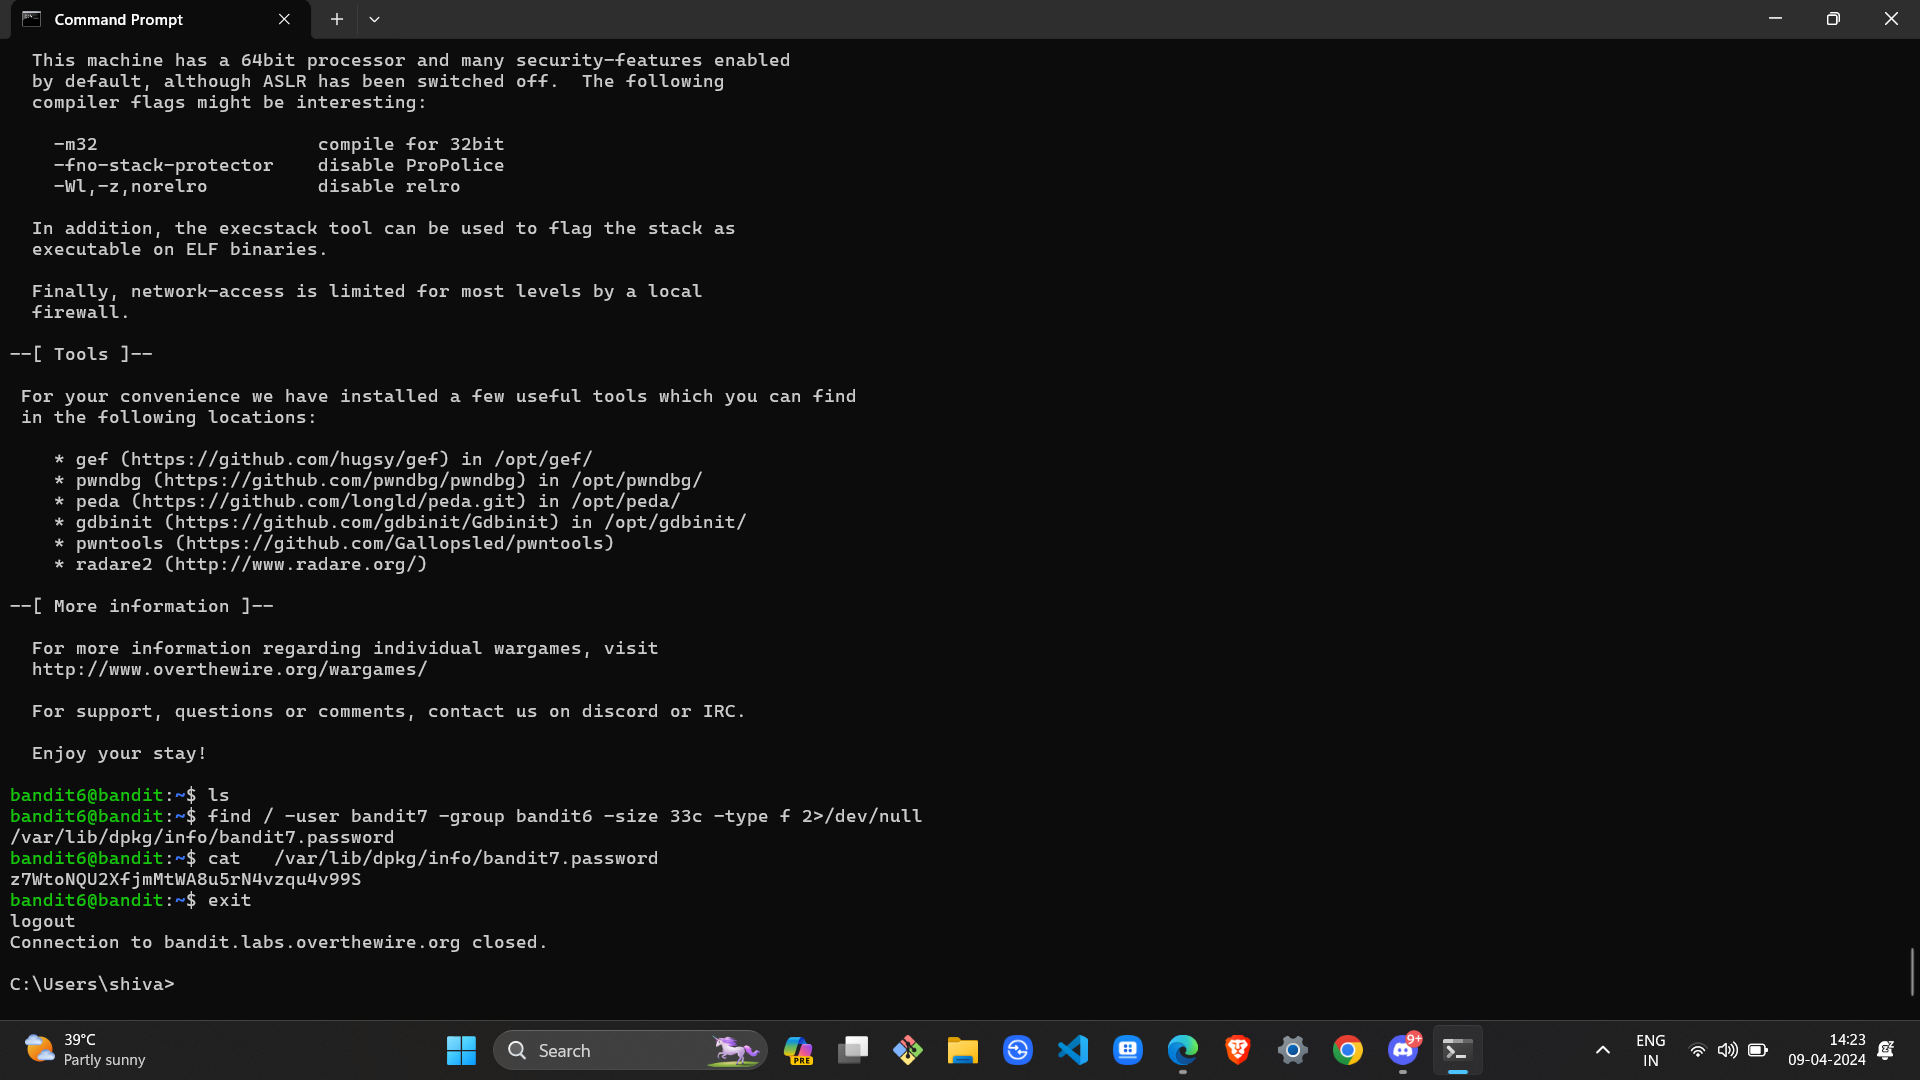 Command Prompt
This machine has a 64bit processor and many security-features enabled
by default, although ASLR has been switched off.  The following
compiler flags might be interesting:
-m32                    compile for 32bit
-fno-stack-protector    disable ProPolice
-Wl,-z,norelro          disable relro
In addition, the execstack tool can be used to flag the stack as
executable on ELF binaries.
Finally, network-access is limited for most levels by a local
firewall.
--[ Tools ]--
For your convenience we have installed a few useful tools which you can find
in the following locations:
* gef (https://github.com/hugsy/gef) in /opt/gef/
* pwndbg (https://github.com/pwndbg/pwndbg) in /opt/pwndbg/
* peda (https://github.com/longld/peda.git) in /opt/peda/
* gdbinit (https://github.com/gdbinit/Gdbinit) in /opt/gdbinit/
* pwntools (https://github.com/Gallopsled/pwntools)
* radare2 (http://www.radare.org/)
--[ More information ]--
For more information regarding individual wargames, visit
http://www.overthewire.org/wargames/
For support, questions or comments, contact us on discord or IRC.
Enjoy your stay!
bandit6@bandit:~$ ls
bandit6@bandit:~$ find / -user bandit7 -group bandit6 -size 33c -type f 2>/dev/null
/var/lib/dpkg/info/bandit7.password
bandit6@bandit:~$ cat   /var/lib/dpkg/info/bandit7.password
z7WtoNQU2XfjmMtWA8u5rN4vzqu4v99S
bandit6@bandit:~$ exit
logout
Connection to bandit.labs.overthewire.org closed.
C:\Users\shiva>
39°C
Partly sunny
Search
PRE
9+
ENG
IN
14:23
09-04-2024